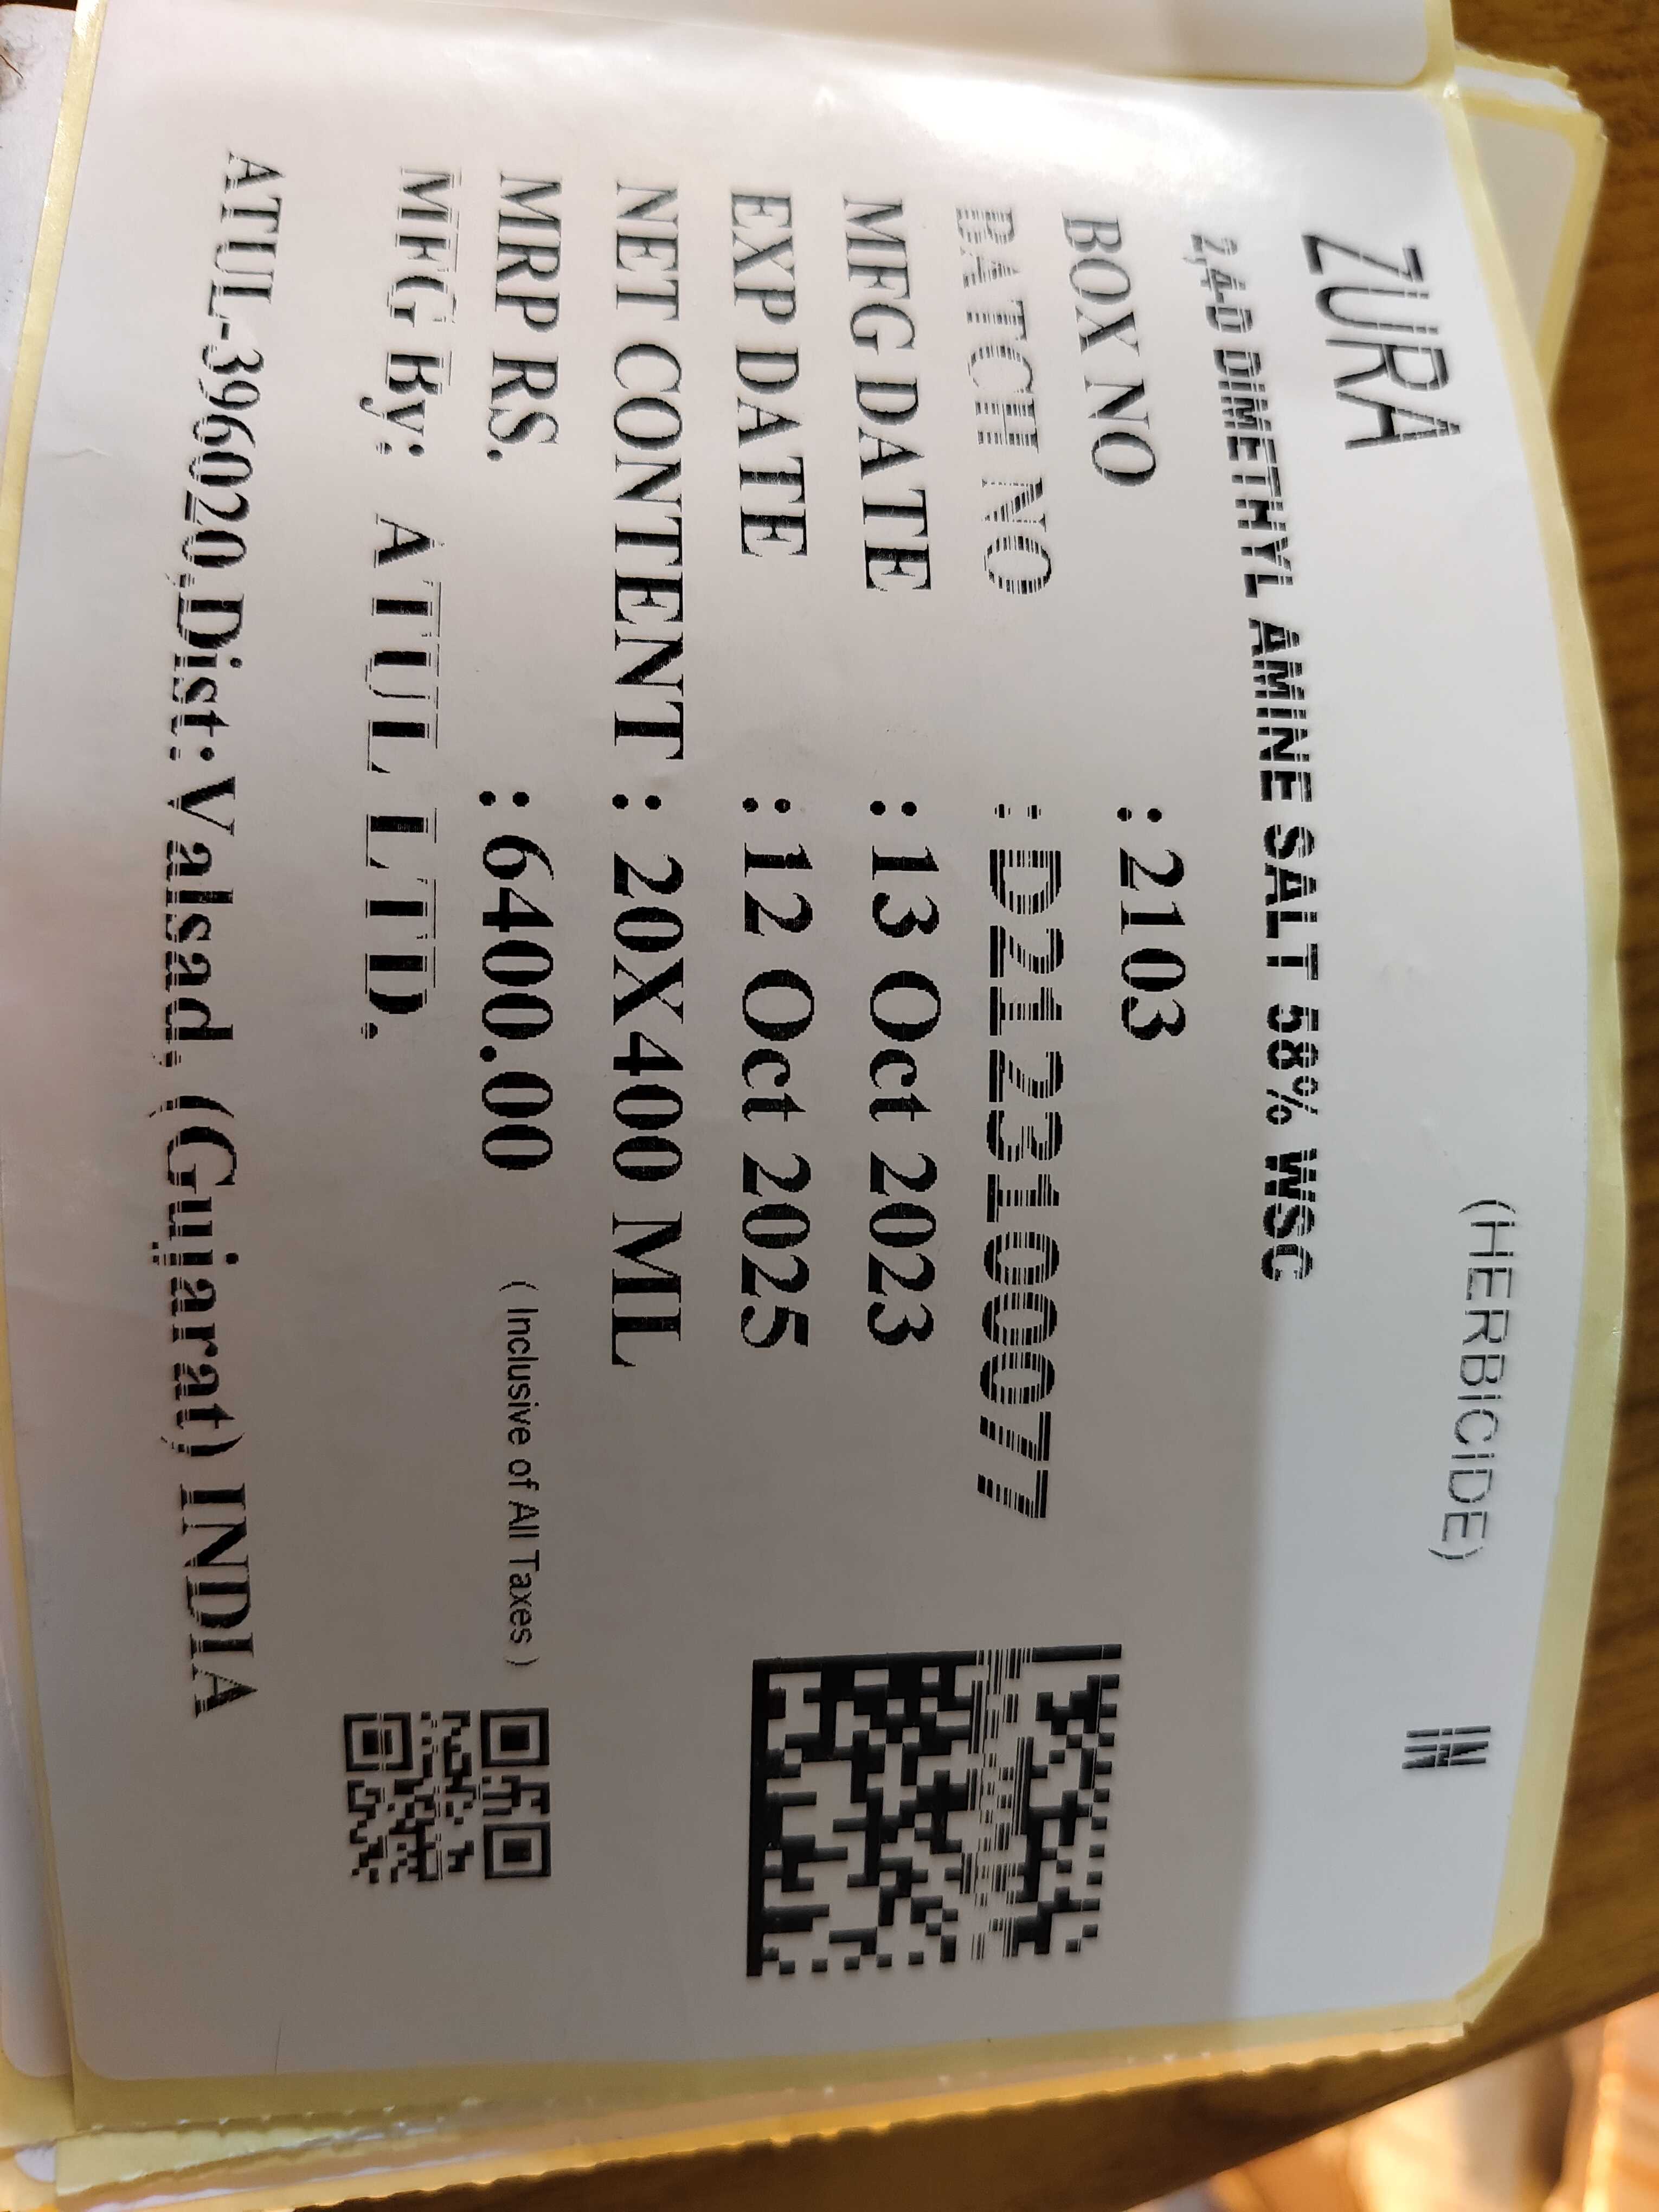 ZURA (HERBICIDE) IN
2,4-D DIMETHYL AMINE SALT 58% WSC
BOX NO : 2103
BATCH NO : D2123100077
MFG DATE : 13 Oct 2023
EXP DATE : 12 Oct 2025
NET CONTENT : 20X400 ML
MRP RS. : 6400.00 ( Inclusive of All Taxes )
MFG By: ATUL LTD.
ATUL-396020,Dist:Valsad, (Gujarat) INDIA